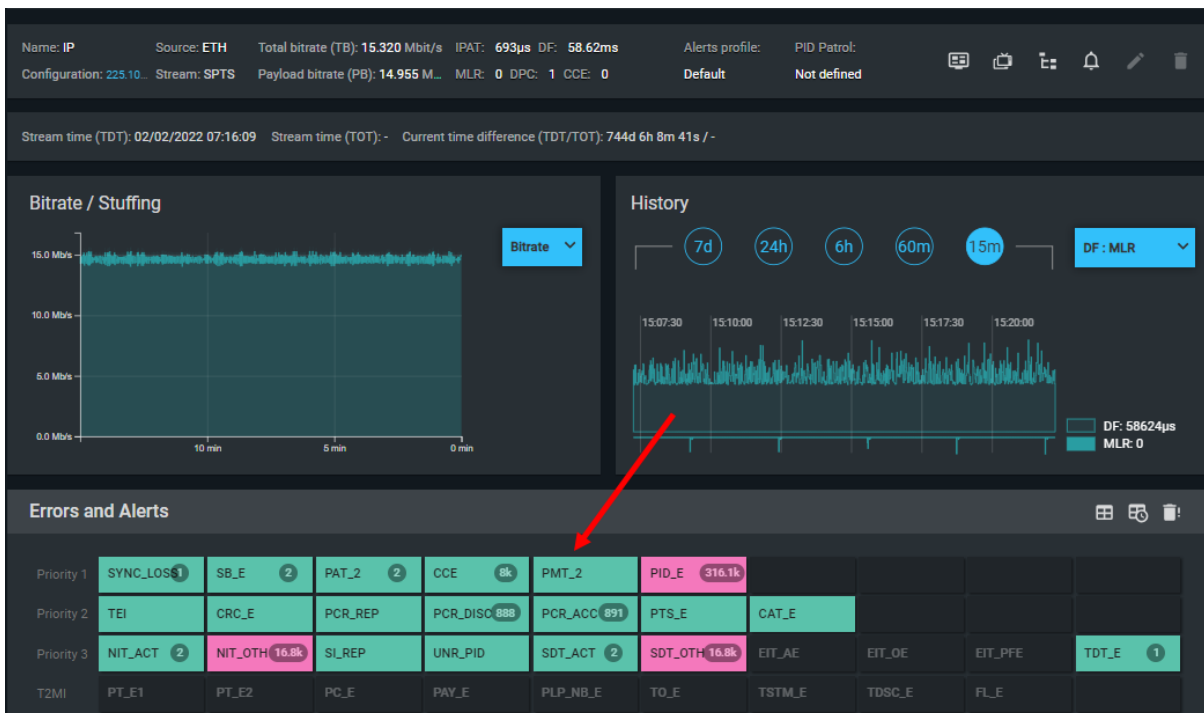 Name: IP Source: ETH Total bitrate (TB): 15.320 Mbit/s IPAT: 693µs DF: 58.62ms Alerts profile: PID Patrol:
Configuration: 225.10... Stream: SPTS Payload bitrate (PB): 14.955 M... MLR: 0 DPC: 1 CCE: 0 Default Not defined
Stream time (TDT): 02/02/2022 07:16:09 Stream time (TOT): - Current time difference (TDT/TOT): 744d 6h 8m 41s / -
Bitrate / Stuffing
Bitrate
15.0 Mb/s
10.0 Mb/s
5.0 Mb/s
0.0 Mb/s
10 min 5 min 0 min
History
7d 24h 6h 60m 15m DF : MLR
15:07:30 15:10:00 15:12:30 15:15:00 15:17:30 15:20:00
DF: 58624µs
MLR: 0
Errors and Alerts
Priority 1 SYNC_LOSS 1 SB_E 2 PAT_2 2 CCE 8k PMT_2 PID_E 316.1k
Priority 2 TEI CRC_E PCR_REP PCR_DISC 888 PCR_ACC 891 PTS_E CAT_E
Priority 3 NIT_ACT 2 NIT_OTH 16.8k SI_REP UNR_PID SDT_ACT 2 SDT_OTH 16.8k EIT_AE EIT_OE EIT_PFE TDT_E 1
T2MI PT_E1 PT_E2 PC_E PAY_E PLP_NB_E TO_E TSTM_E TDSC_E FL_E